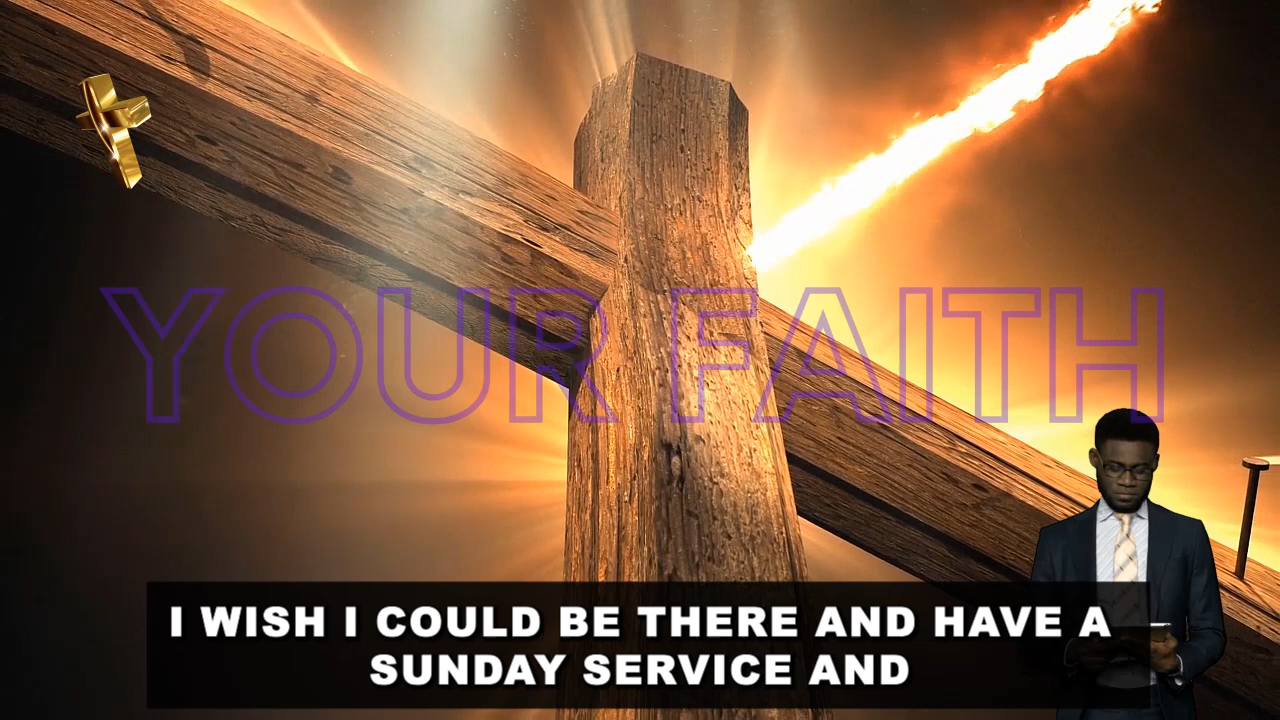 YOUR FAITH
I WISH I COULD BE THERE AND HAVE A
SUNDAY SERVICE AND